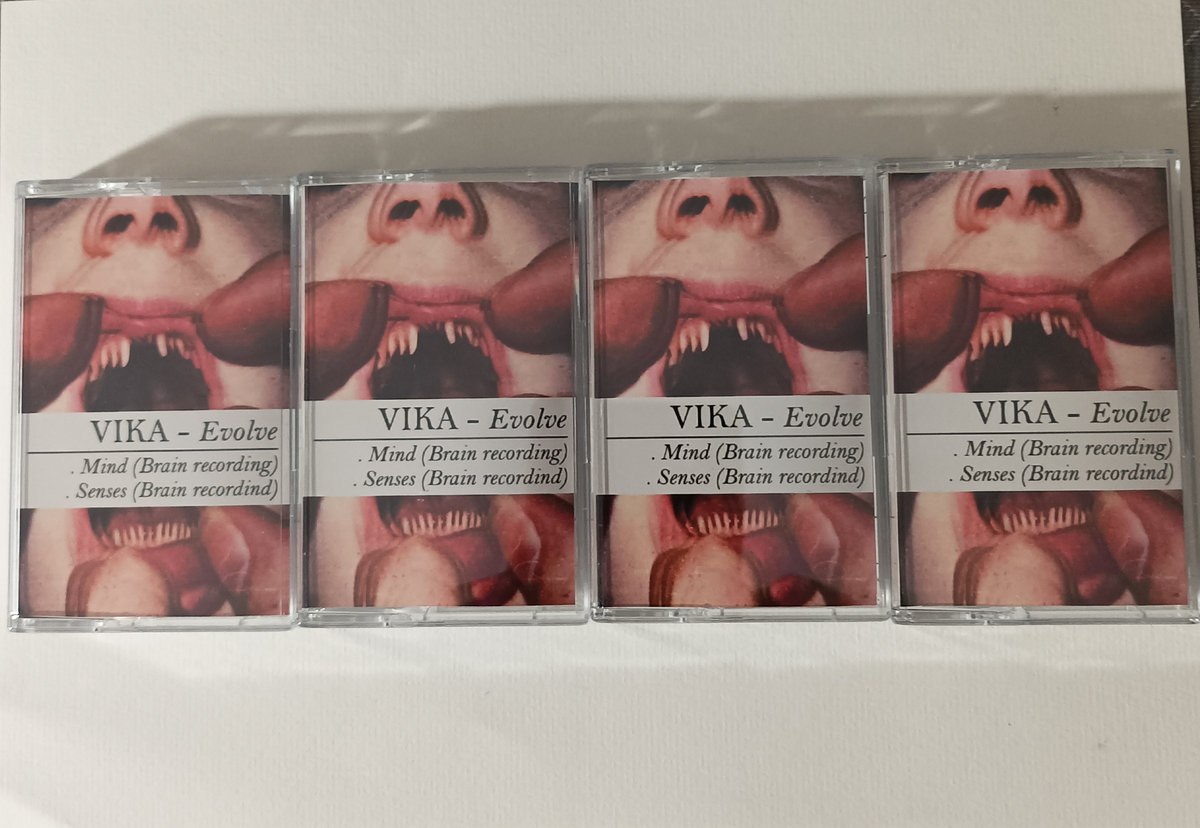 VIKA – Evolve
. Mind (Brain recording)
. Senses (Brain recordind)
VIKA – Evolve
. Mind (Brain recording)
. Senses (Brain recordind)
VIKA – Evolve
. Mind (Brain recording)
. Senses (Brain recordind)
VIKA – Evolve
. Mind (Brain recording)
. Senses (Brain recordind)